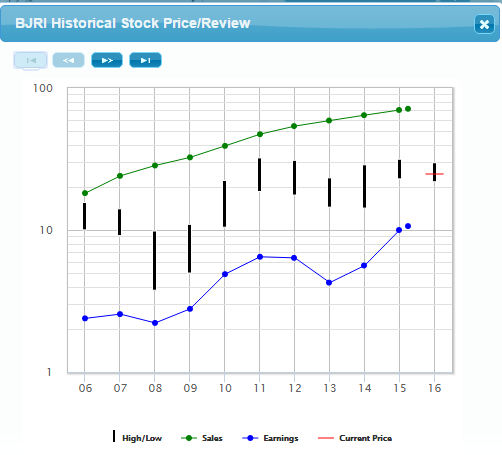 BJRI Historical Stock Price/Review
100
10
1
06 07 08 09 10 11 12 13 14 15 16
High/Low Sales Earnings Current Price